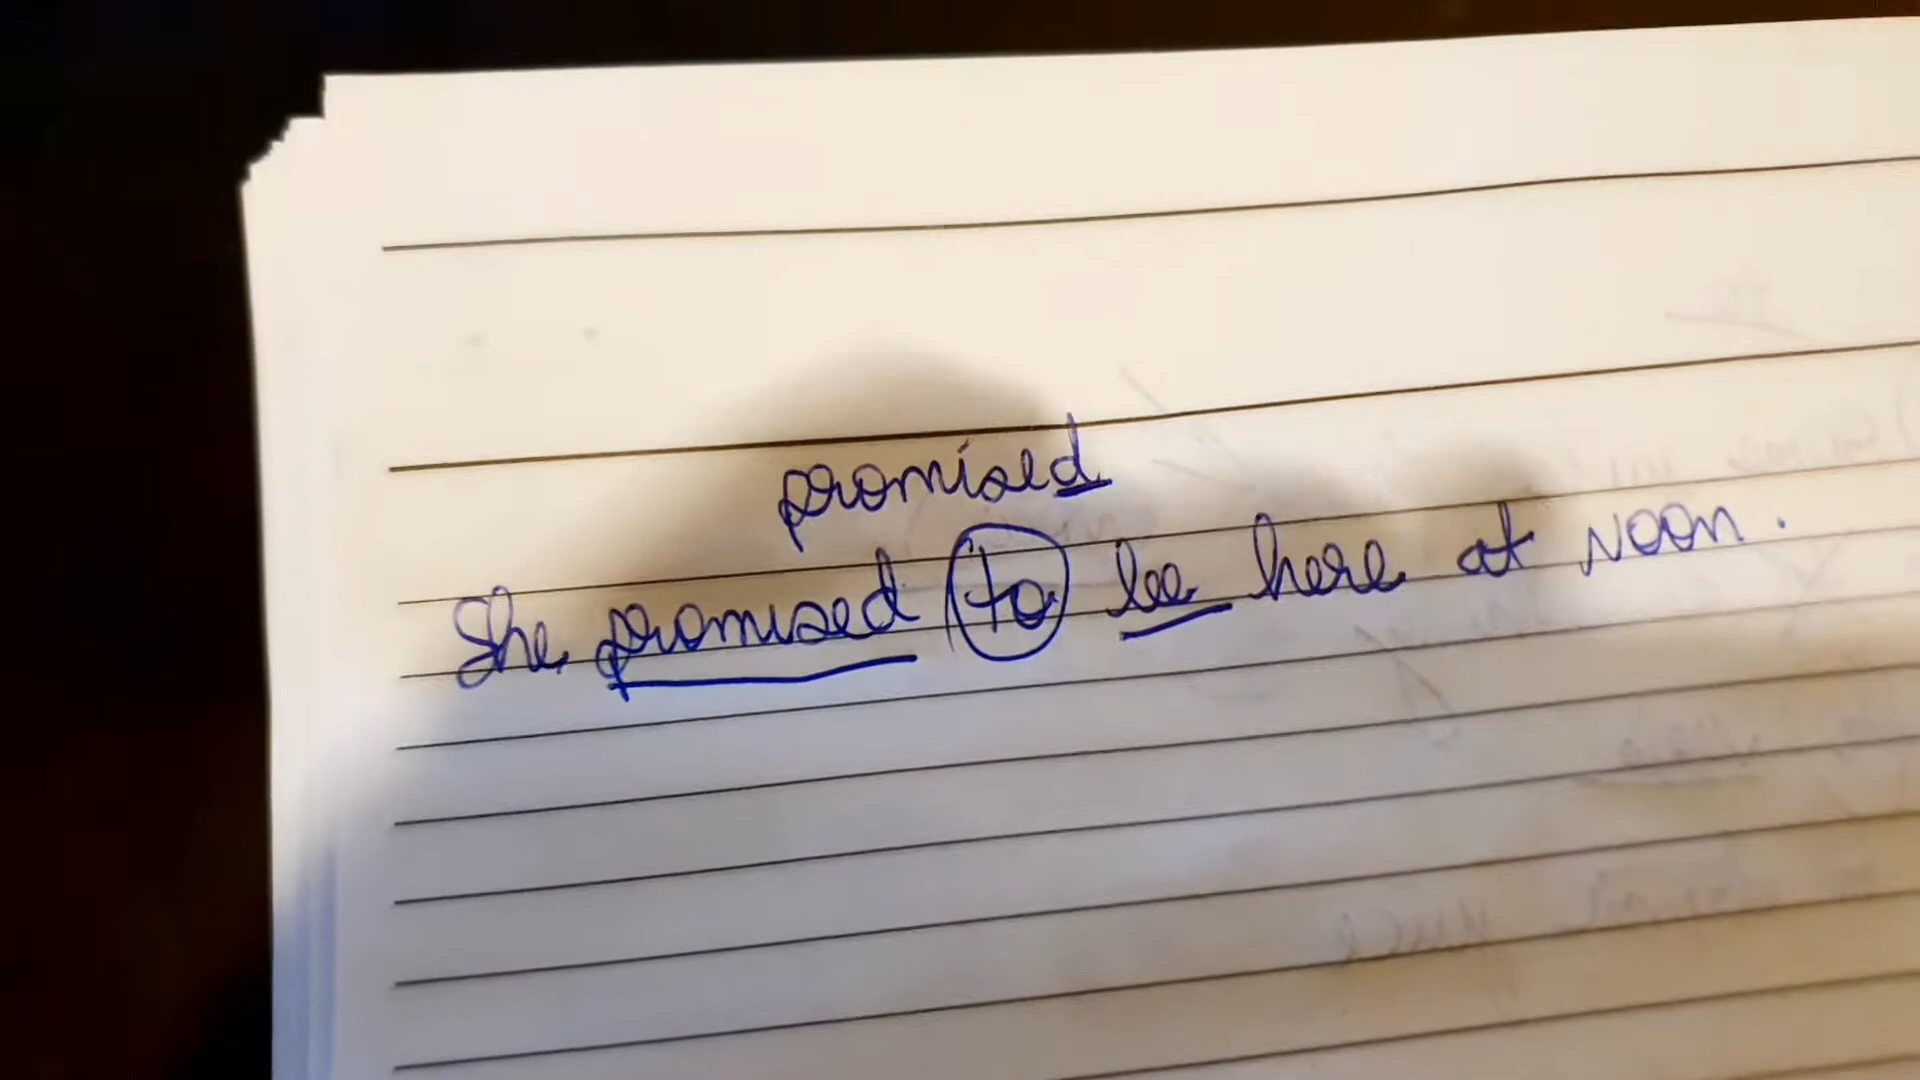 promised
She promised to be here at Noon.